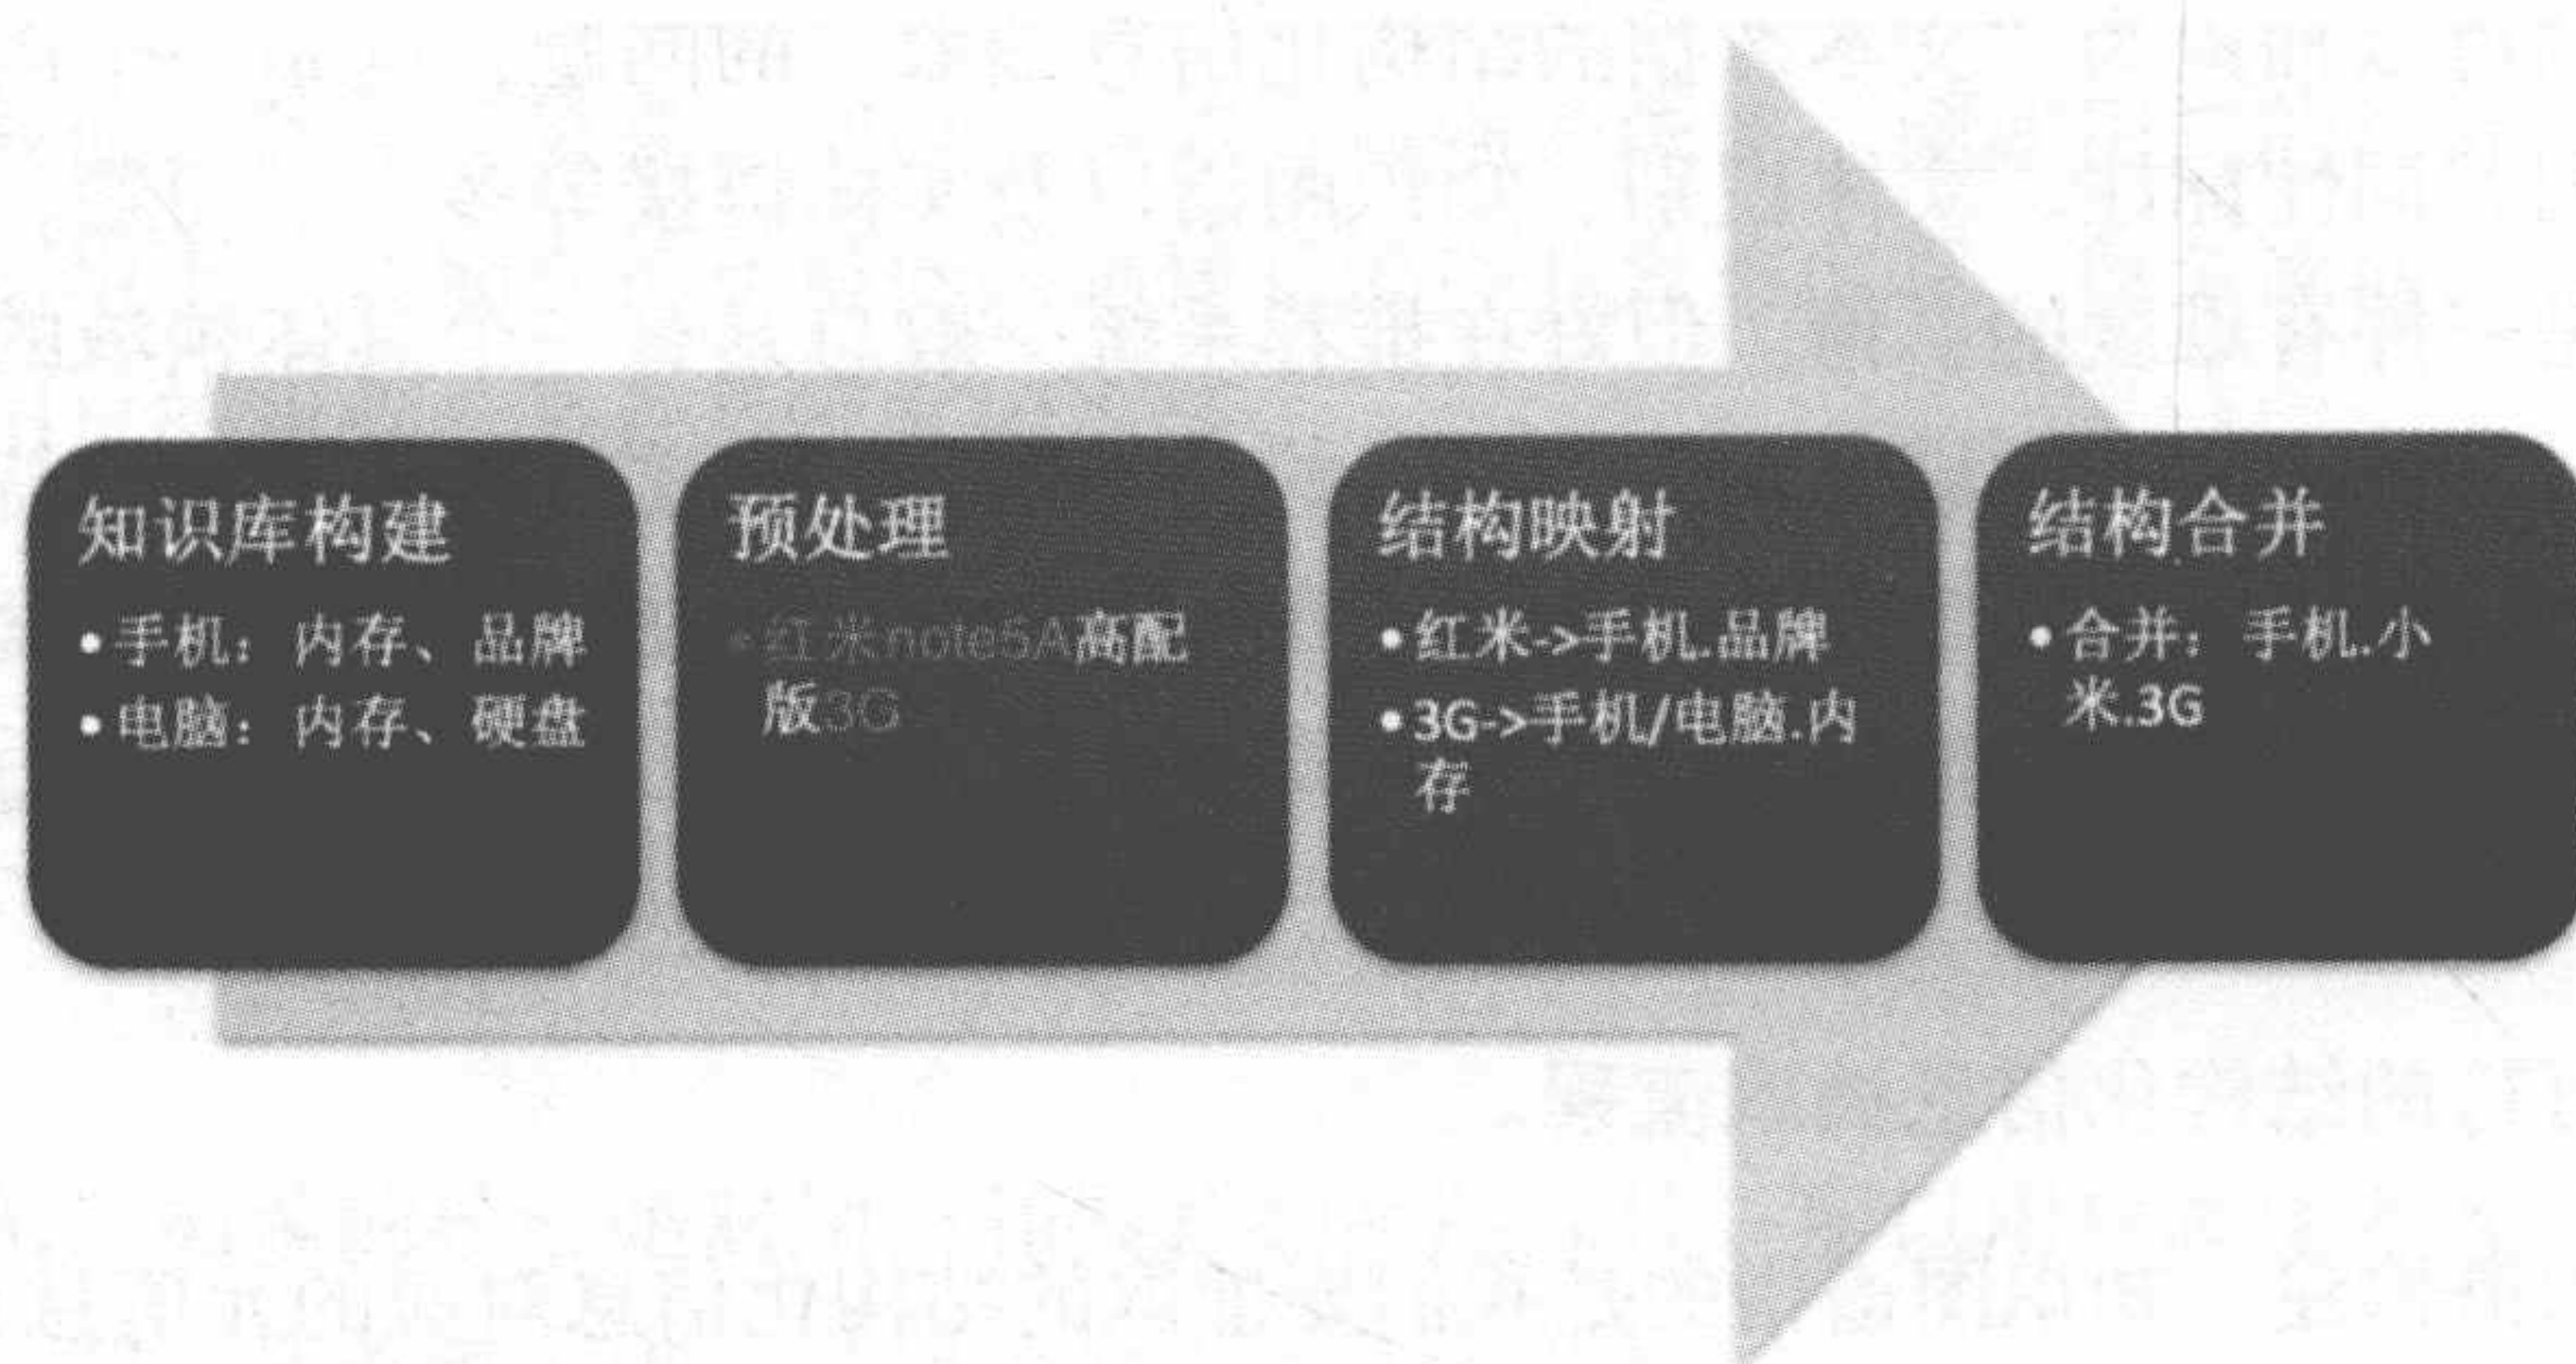 知识库构建
•手机：内存、品牌
•电脑：内存、硬盘
预处理
•红米note5A高配
版3G
结构映射
•红米->手机.品牌
•3G->手机/电脑.内
存
结构合并
•合并：手机.小
米.3G